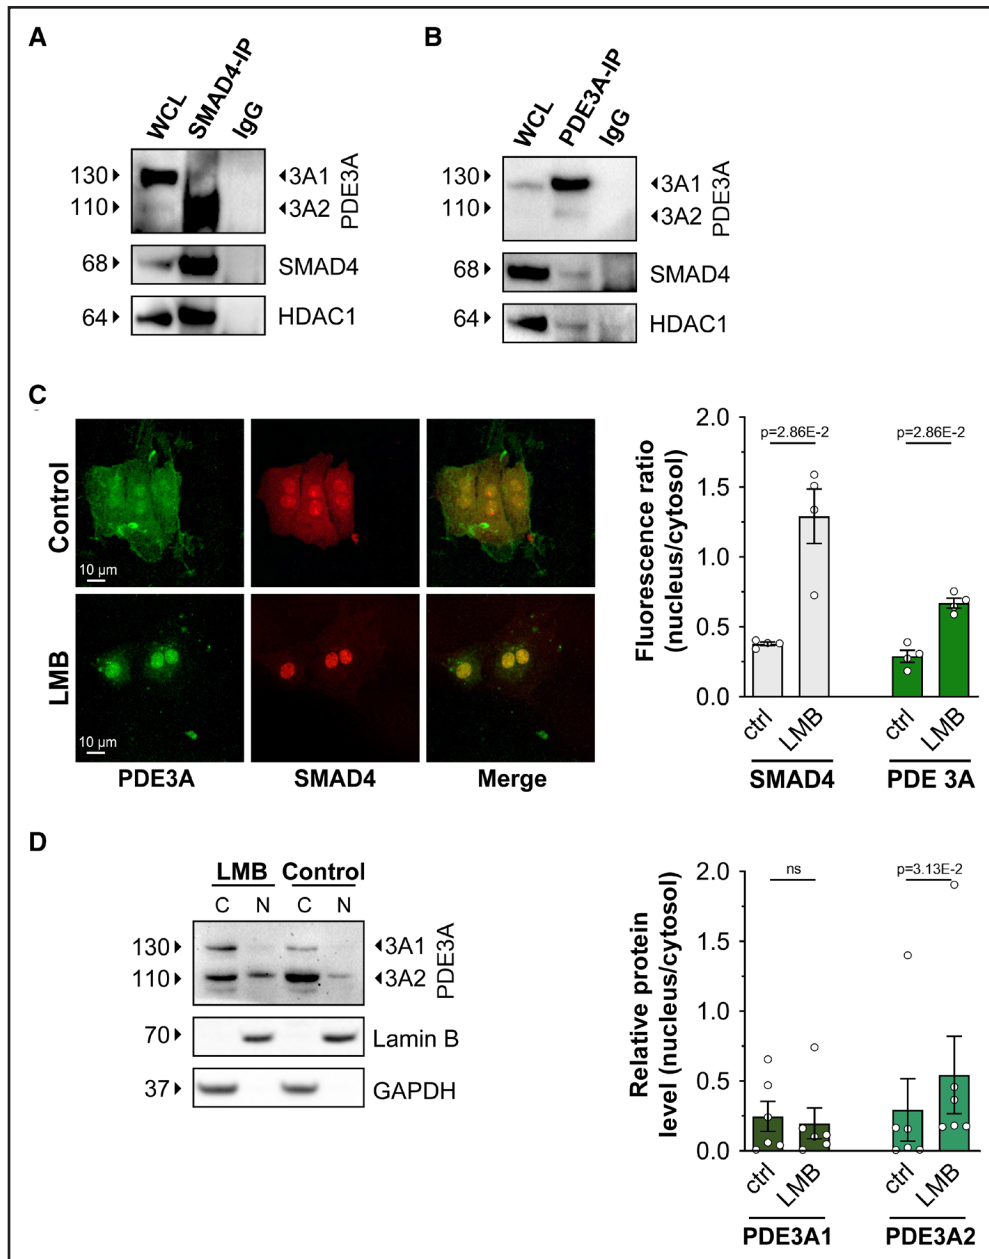 A
WCL
SMAD4-IP
IgG
130
3A1
110
3A2
PDE3A
68
SMAD4
64
HDAC1
B
WCL
PDE3A-IP
IgG
130
3A1
110
3A2
PDE3A
68
SMAD4
64
HDAC1
C
Control
10 µm
LMB
10 µm
PDE3A
SMAD4
Merge
Fluorescence ratio
(nucleus/cytosol)
2.0
1.5
1.0
0.5
0.0
p=2.86E-2
p=2.86E-2
ctrl
LMB
ctrl
LMB
SMAD4
PDE 3A
D
LMB
Control
C N C N
130
3A1
110
3A2
PDE3A
70
Lamin B
37
GAPDH
Relative protein
level (nucleus/cytosol)
2.0
1.5
1.0
0.5
0.0
ns
p=3.13E-2
ctrl
LMB
ctrl
LMB
PDE3A1
PDE3A2